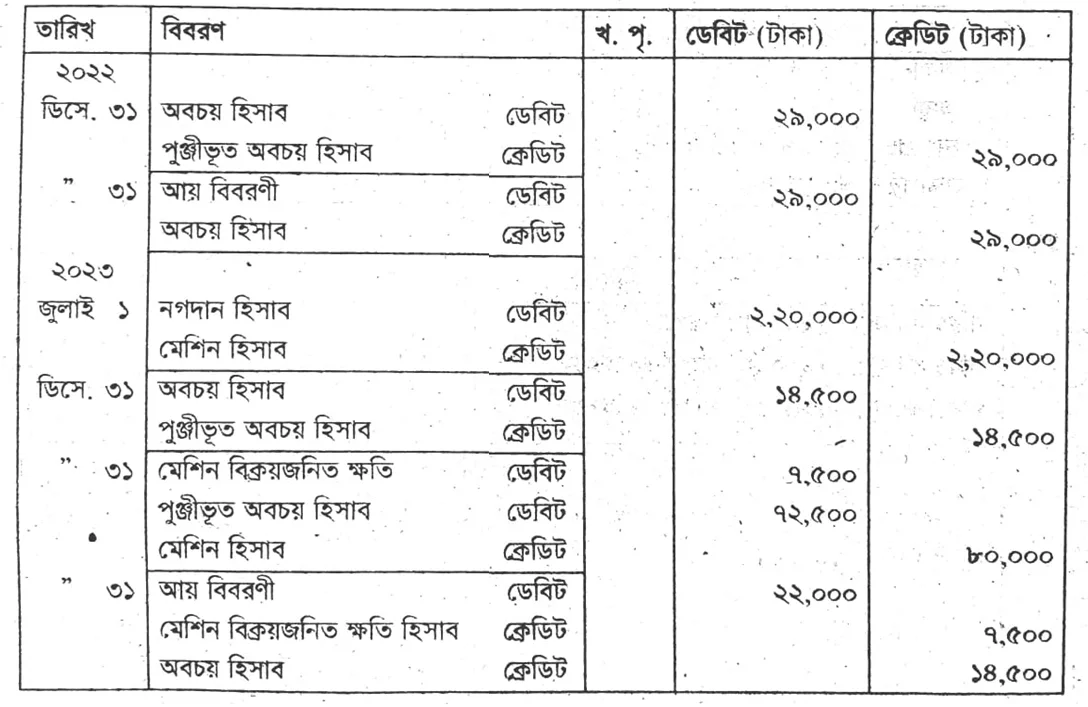 তারিখ বিবরণ খ. পৃ. ডেবিট (টাকা) ক্রেডিট (টাকা)
২০২২
ডিসে. ৩১ অবচয় হিসাব ডেবিট ২৯,০০০
পুঞ্জীভূত অবচয় হিসাব ক্রেডিট ২৯,০০০
" ৩১ আয় বিবরণী ডেবিট ২৯,০০০
অবচয় হিসাব ক্রেডিট ২৯,০০০
২০২৩
জুলাই ১ নগদান হিসাব ডেবিট ২,২০,০০০
মেশিন হিসাব ক্রেডিট ২,২০,০০০
ডিসে. ৩১ অবচয় হিসাব ডেবিট ১৪,৫০০
পুঞ্জীভূত অবচয় হিসাব ক্রেডিট ১৪,৫০০
" ৩১ মেশিন বিক্রয়জনিত ক্ষতি ডেবিট ৭,৫০০
পুঞ্জীভূত অবচয় হিসাব ডেবিট ৭২,৫০০
মেশিন হিসাব ক্রেডিট ৮০,০০০
" ৩১ আয় বিবরণী ডেবিট ২২,০০০
মেশিন বিক্রয়জনিত ক্ষতি হিসাব ক্রেডিট ৭,৫০০
অবচয় হিসাব ক্রেডিট ১৪,৫০০